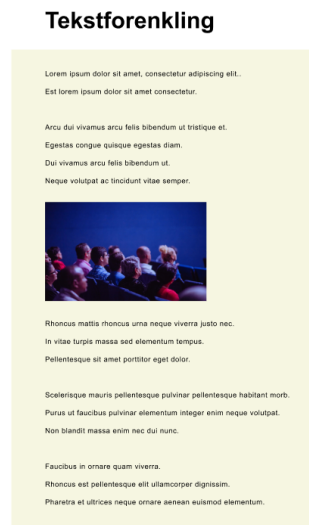 Tekstforenkling
Lorem ipsum dolor sit amet, consectetur adipiscing elit..
Est lorem ipsum dolor sit amet consectetur.
Arcu dui vivamus arcu felis bibendum ut tristique et.
Egestas congue quisque egestas diam.
Dui vivamus arcu felis bibendum ut.
Neque volutpat ac tincidunt vitae semper.
Rhoncus mattis rhoncus urna neque viverra justo nec.
In vitae turpis massa sed elementum tempus.
Pellentesque sit amet porttitor eget dolor.
Scelerisque mauris pellentesque pulvinar pellentesque habitant morb.
Purus ut faucibus pulvinar elementum integer enim neque volutpat.
Non blandit massa enim nec dui nunc.
Faucibus in ornare quam viverra.
Rhoncus est pellentesque elit ullamcorper dignissim.
Pharetra et ultrices neque ornare aenean euismod elementum.